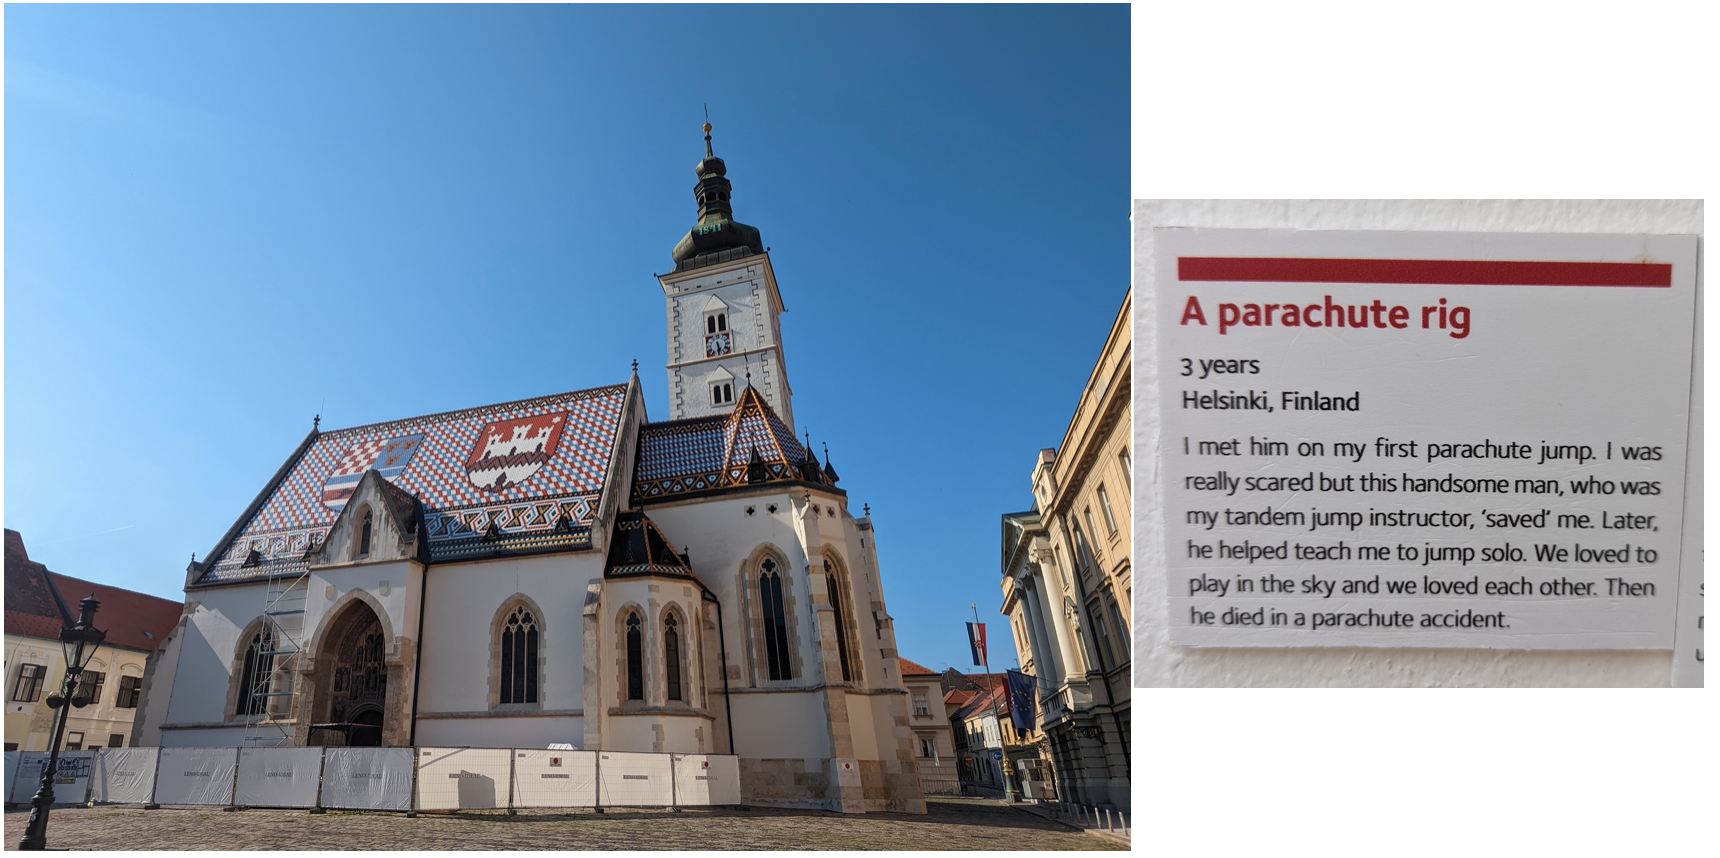 1841
A parachute rig
3 years
Helsinki, Finland
I met him on my first parachute jump. I was
really scared but this handsome man, who was
my tandem jump instructor, ‘saved’ me. Later,
he helped teach me to jump solo. We loved to
play in the sky and we loved each other. Then
he died in a parachute accident.